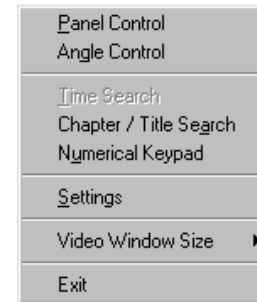 Panel Control
Angle Control
Time Search
Chapter / Title Search
Numerical Keypad
Settings
Video Window Size
Exit